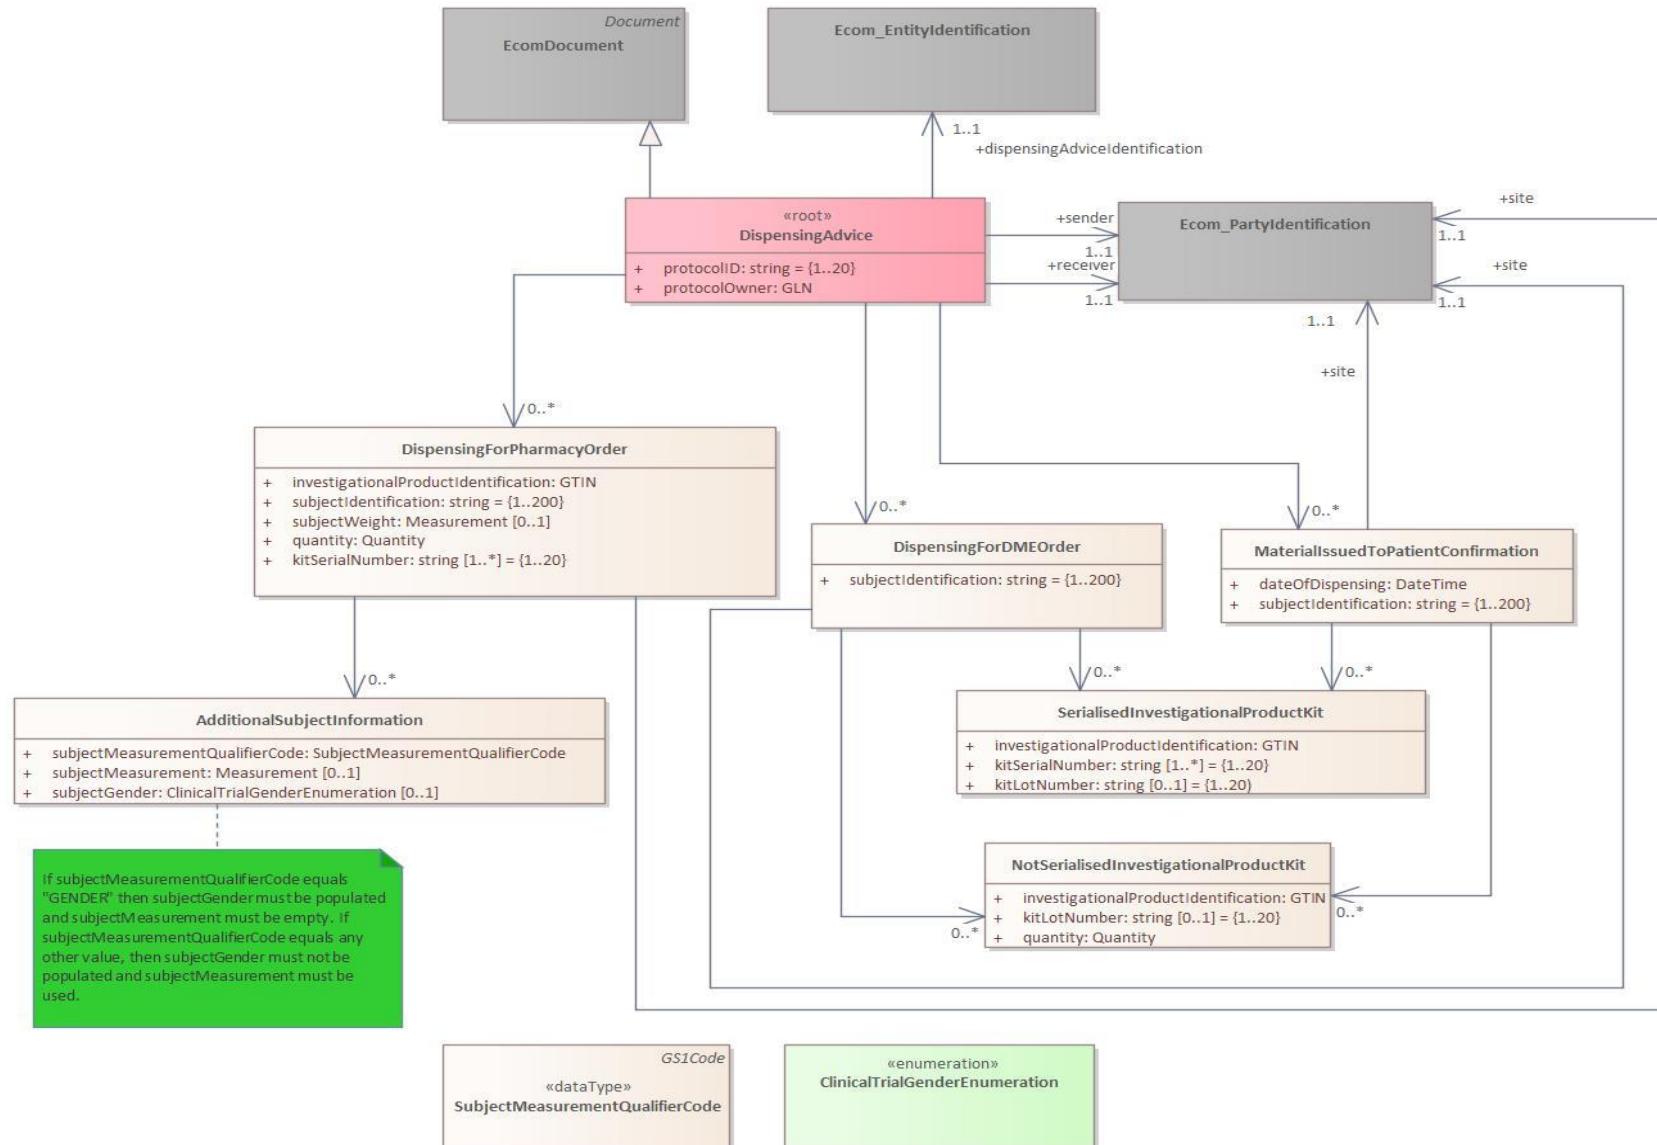 Document
EcomDocument
Ecom_EntityIdentification
1..1
+dispensingAdviceIdentification
«root»
DispensingAdvice
+ protocolID: string = {1..20}
+ protocolOwner: GLN
+sender
1..1
+receiver
1..1
Ecom_PartyIdentification
+site
1..1
+site
1..1
1..1
+site
0..*
DispensingForPharmacyOrder
+ investigationalProductIdentification: GTIN
+ subjectIdentification: string = {1..200}
+ subjectWeight: Measurement [0..1]
+ quantity: Quantity
+ kitSerialNumber: string [1..*] = {1..20}
0..*
DispensingForDMEOrder
+ subjectIdentification: string = {1..200}
0..*
MaterialIssuedToPatientConfirmation
+ dateOfDispensing: DateTime
+ subjectIdentification: string = {1..200}
0..*
AdditionalSubjectInformation
+ subjectMeasurementQualifierCode: SubjectMeasurementQualifierCode
+ subjectMeasurement: Measurement [0..1]
+ subjectGender: ClinicalTrialGenderEnumeration [0..1]
0..*
0..*
SerialisedInvestigationalProductKit
+ investigationalProductIdentification: GTIN
+ kitSerialNumber: string [1..*] = {1..20}
+ kitLotNumber: string [0..1] = {1..20)
NotSerialisedInvestigationalProductKit
+ investigationalProductIdentification: GTIN
+ kitLotNumber: string [0..1] = {1..20}
+ quantity: Quantity
0..*
0..*
If subjectMeasurementQualifierCode equals
"GENDER" then subjectGender must be populated
and subjectMeasurement must be empty. If
subjectMeasurementQualifierCode equals any
other value, then subjectGender must not be
populated and subjectMeasurement must be
used.
GS1Code
«dataType»
SubjectMeasurementQualifierCode
«enumeration»
ClinicalTrialGenderEnumeration